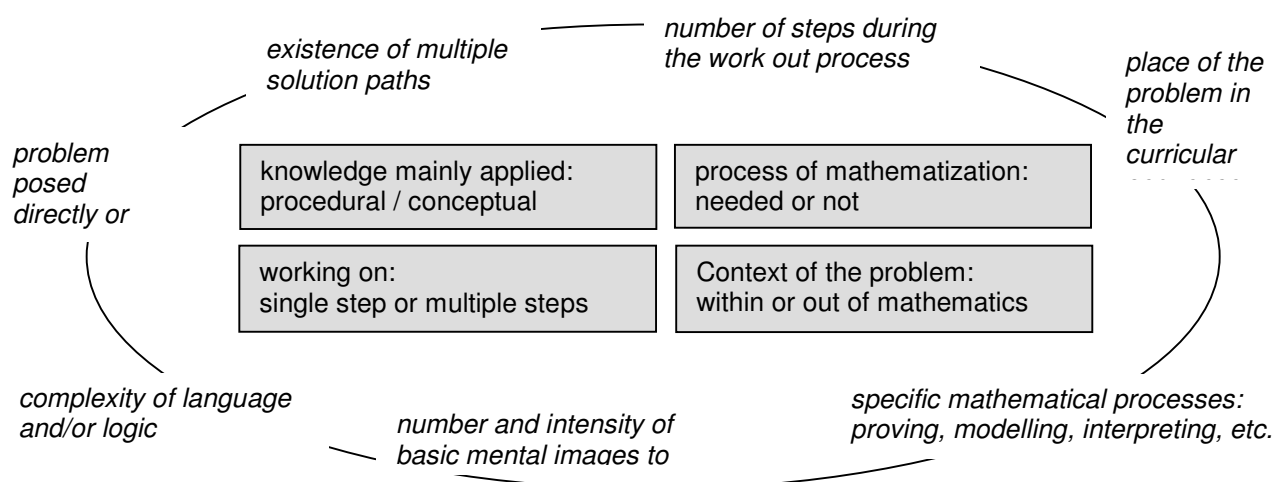 existence of multiple
solution paths
number of steps during
the work out process
place of the
problem in
the
curricular
problem
posed
directly or
knowledge mainly applied:
procedural / conceptual
process of mathematization:
needed or not
working on:
single step or multiple steps
Context of the problem:
within or out of mathematics
complexity of language
and/or logic
number and intensity of
basic mental images to
specific mathematical processes:
proving, modelling, interpreting, etc.